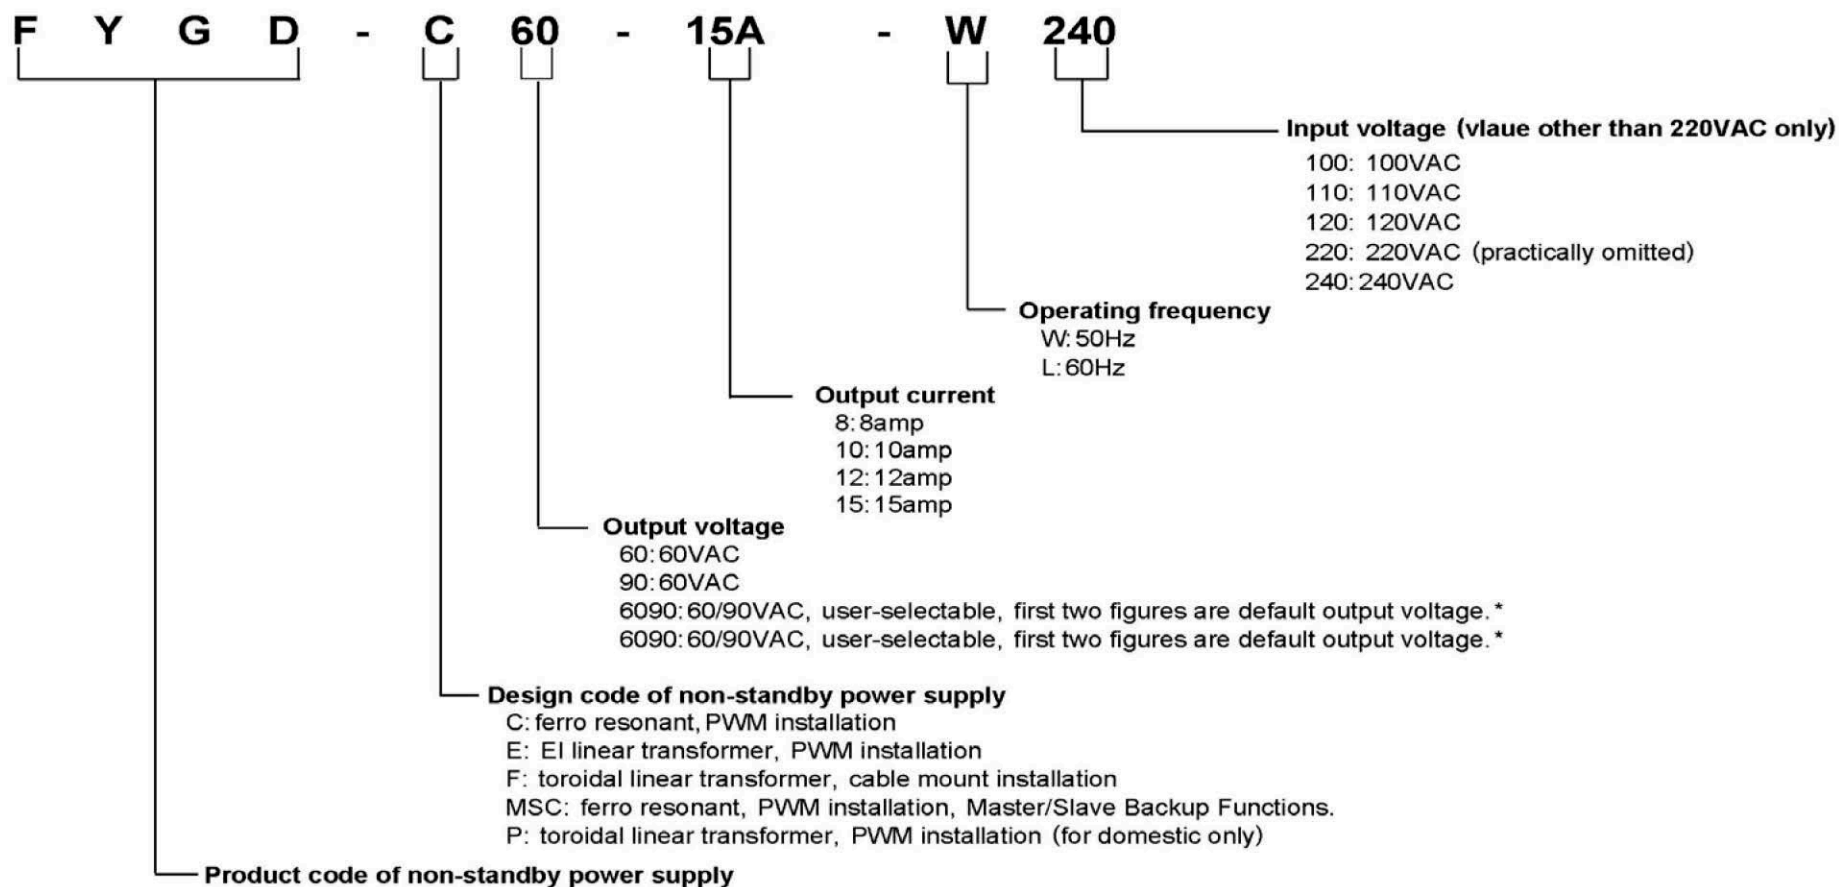 F Y G D - C 60 - 15A - W 240
Input voltage (vlaue other than 220VAC only)
100: 100VAC
110: 110VAC
120: 120VAC
220: 220VAC (practically omitted)
240:240VAC
Operating frequency
W:50Hz
L:60Hz
Output current
8:8amp
10:10amp
12:12amp
15:15amp
Output voltage
60:60VAC
90:60VAC
6090:60/90VAC, user-selectable, first two figures are default output voltage.*
6090:60/90VAC, user-selectable, first two figures are default output voltage.*
Design code of non-standby power supply
C:ferro resonant,PWM installation
E: EI linear transformer, PWM installation
F: toroidal linear transformer, cable mount installation
MSC: ferro resonant, PWM installation, Master/Slave Backup Functions.
P: toroidal linear transformer, PWM installation (for domestic only)
Product code of non-standby power supply